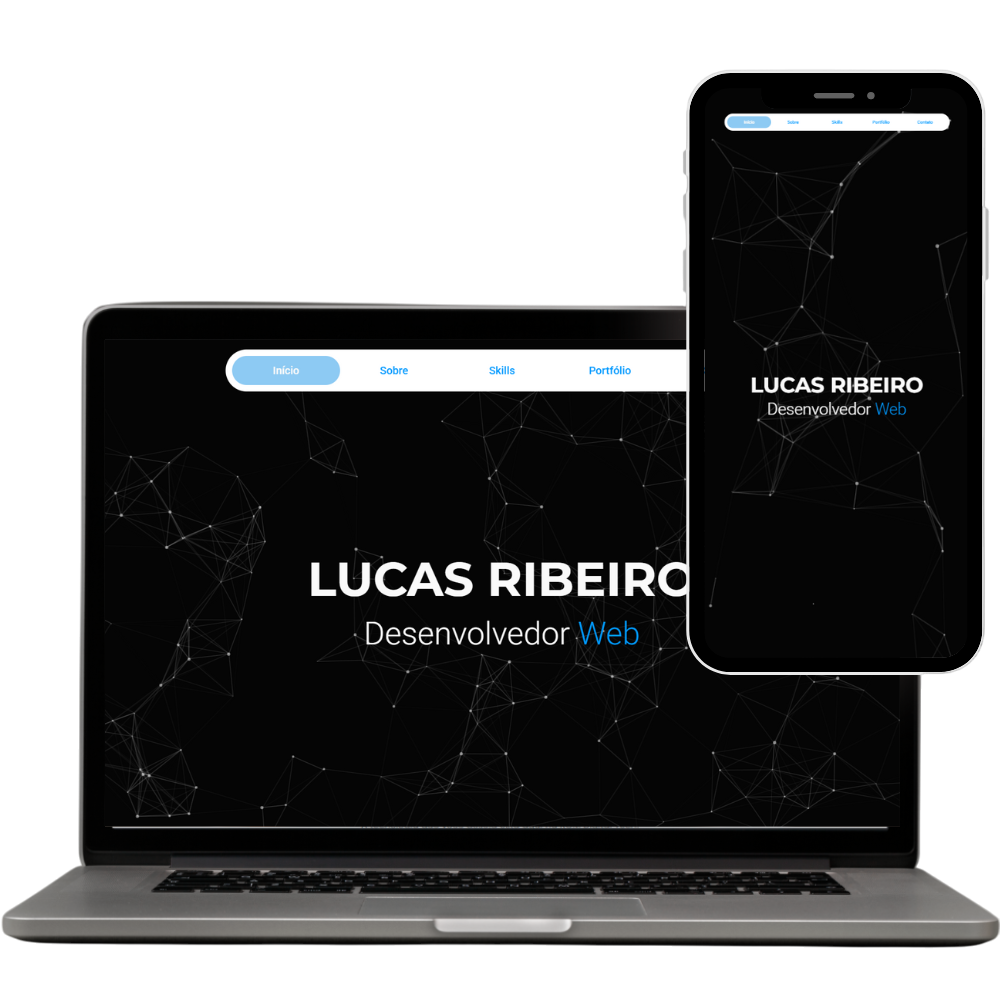 Início Sobre Skills Portfólio Contato
LUCAS RIBEIRO
Desenvolvedor Web
Início Sobre Skills Portfólio
LUCAS RIBEIRO
Desenvolvedor Web